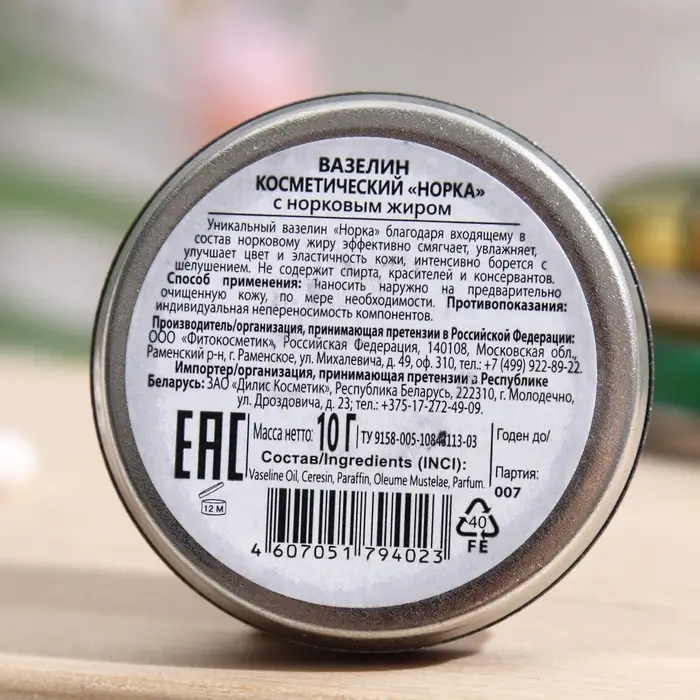 ВАЗЕЛИН
КОСМЕТИЧЕСКИЙ «НОРКА»
с норковым жиром
Уникальный вазелин «Норка» благодаря входящему в
состав норковому жиру эффективно смягчает, увлажняет,
улучшает цвет и эластичность кожи, интенсивно борется с
шелушением. Не содержит спирта, красителей и консервантов.
Способ применения: наносить наружно на предварительно
очищенную кожу, по мере необходимости. Противопоказания:
индивидуальная непереносимость компонентов.
Производитель/организация, принимающая претензии в Российской Федерации:
ООО «Фитокосметик», Российская Федерация, 140108, Московская обл.,
Раменский р-н, г. Раменское, ул. Михалевича, д. 49, оф. 310, тел.: +7 (499) 922-89-22.
Импортер/организация, принимающая претензии в Республике
Беларусь: ЗАО «Дилис Косметик», Республика Беларусь, 222310, г. Молодечно,
ул. Дроздовича, д. 23; тел.: +375-17-272-49-09.
EAC
Масса нетто: 10 Г
ТУ
Годен до/
Партия:
007
Состав/Ingredients (INCI):
Vaseline Oil, Ceresin, Paraffin, Oleume Mustelae, Parfum.
12 M
4 607051 794023
40
FE